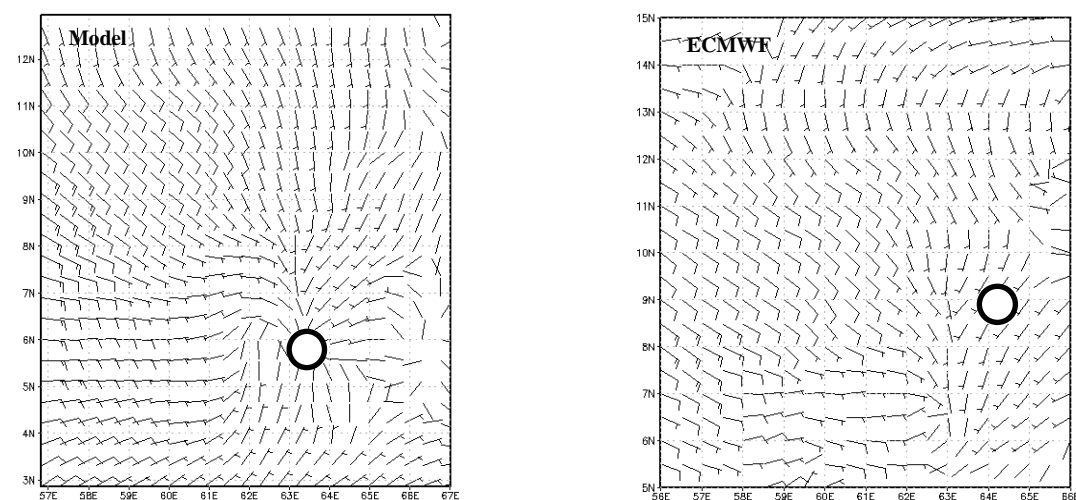 Model
12N
11N
10N
9N
8N
7N
6N
5N
4N
3N
57E 58E 59E 60E 61E 62E 63E 64E 65E 66E 67E
ECMWF
15N
14N
13N
12N
11N
10N
9N
8N
7N
6N
5N
56E 57E 58E 59E 60E 61E 62E 63E 64E 65E 66E